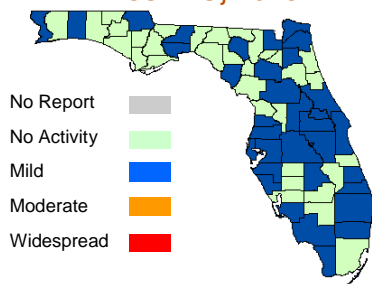 No Report
No Activity
Mild
Moderate
Widespread